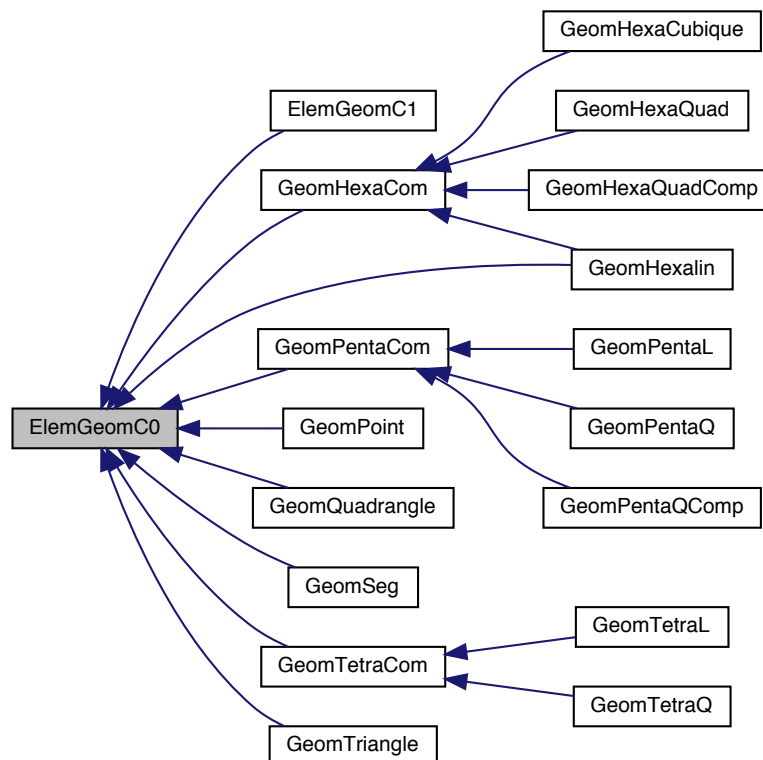 GeomHexaCubique
ElemGeomC1
GeomHexaQuad
GeomHexaCom
GeomHexaQuadComp
GeomHexalin
GeomPentaCom
GeomPentaL
ElemGeomC0
GeomPoint
GeomPentaQ
GeomQuadrangle
GeomPentaQComp
GeomSeg
GeomTetraL
GeomTetraCom
GeomTetraQ
GeomTriangle